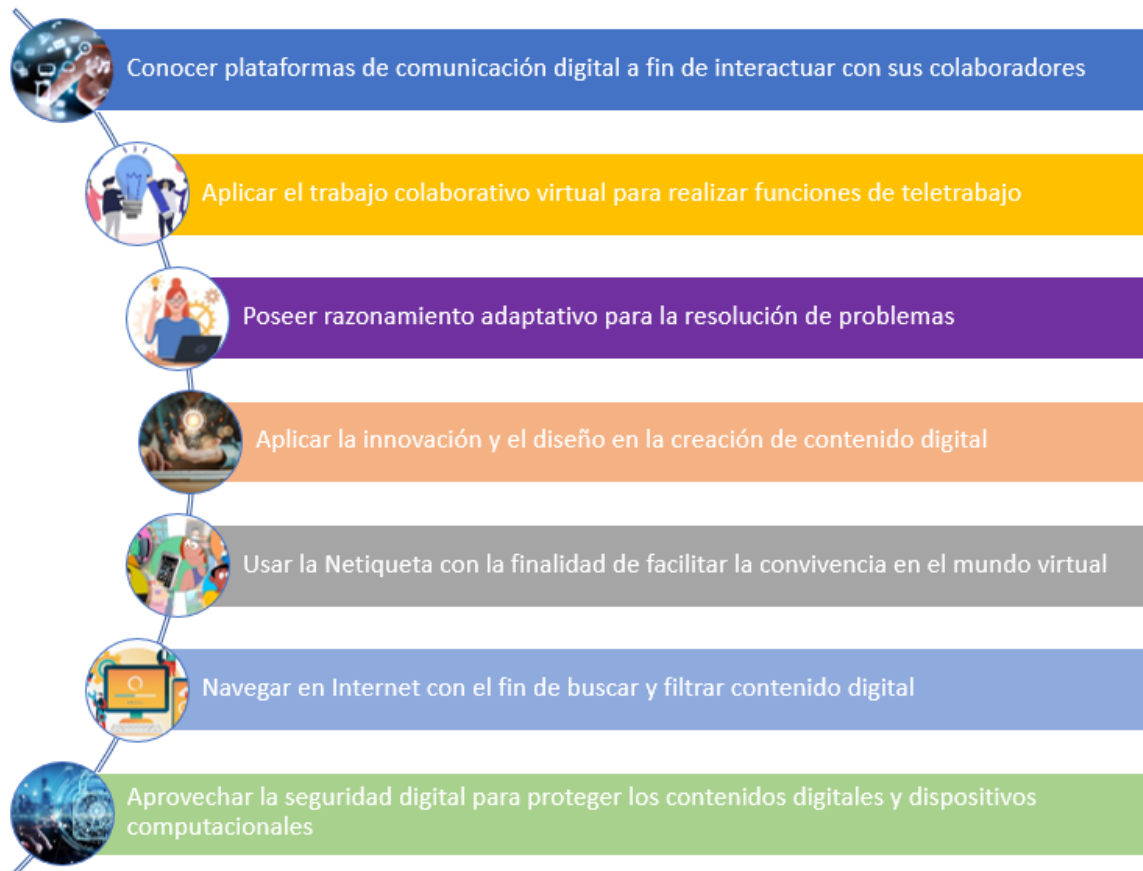 Conocer plataformas de comunicación digital a fin de interactuar con sus colaboradores
Aplicar el trabajo colaborativo virtual para realizar funciones de teletrabajo
Poseer razonamiento adaptativo para la resolución de problemas
Aplicar la innovación y el diseño en la creación de contenido digital
Usar la Netiqueta con la finalidad de facilitar la convivencia en el mundo virtual
Navegar en Internet con el fin de buscar y filtrar contenido digital
Aprovechar la seguridad digital para proteger los contenidos digitales y dispositivos
computacionales